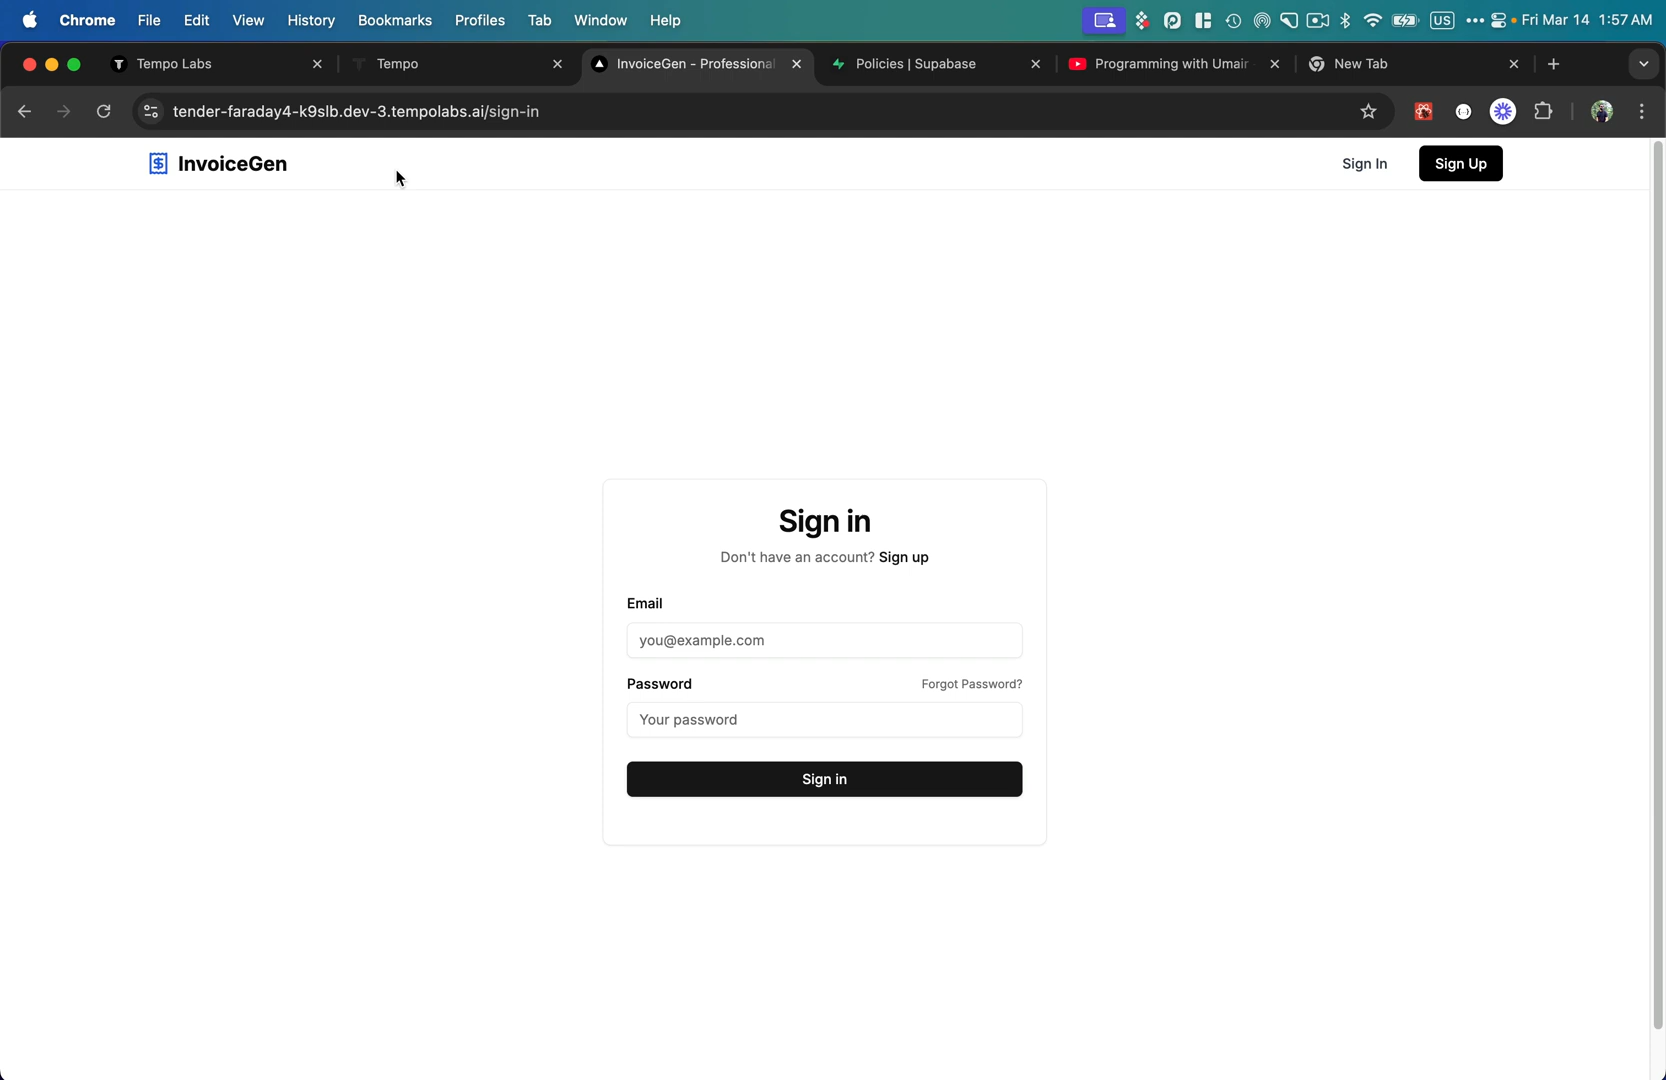 Chrome File Edit View History Bookmarks Profiles Tab Window Help US Fri Mar 14 1:57 AM
Tempo Labs Tempo InvoiceGen - Professional Policies | Supabase Programming with Umair New Tab
tender-faraday4-k9slb.dev-3.tempolabs.ai/sign-in
InvoiceGen Sign In Sign Up
Sign in
Don't have an account? Sign up
Email
you@example.com
Password Forgot Password?
Your password
Sign in